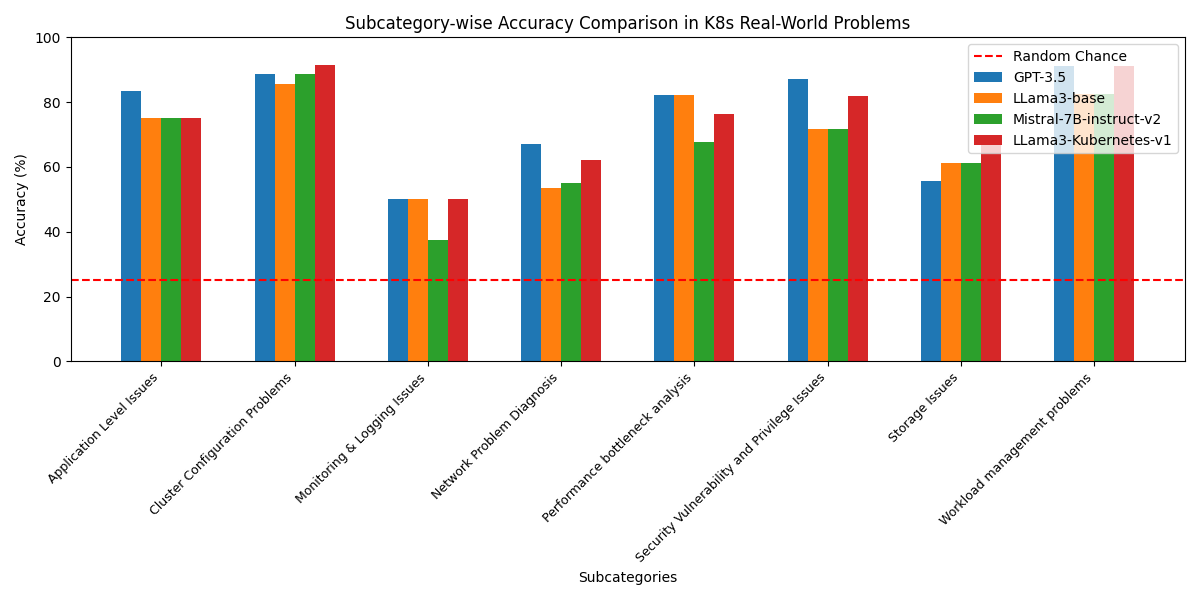 Subcategory-wise Accuracy Comparison in K8s Real-World Problems
Accuracy (%)
100
80
60
40
20
0
Random Chance
GPT-3.5
LLama3-base
Mistral-7B-instruct-v2
LLama3-Kubernetes-v1
Application Level Issues
Cluster Configuration Problems
Monitoring & Logging Issues
Network Problem Diagnosis
Performance bottleneck analysis
Security Vulnerability and Privilege Issues
Storage Issues
Workload management problems
Subcategories